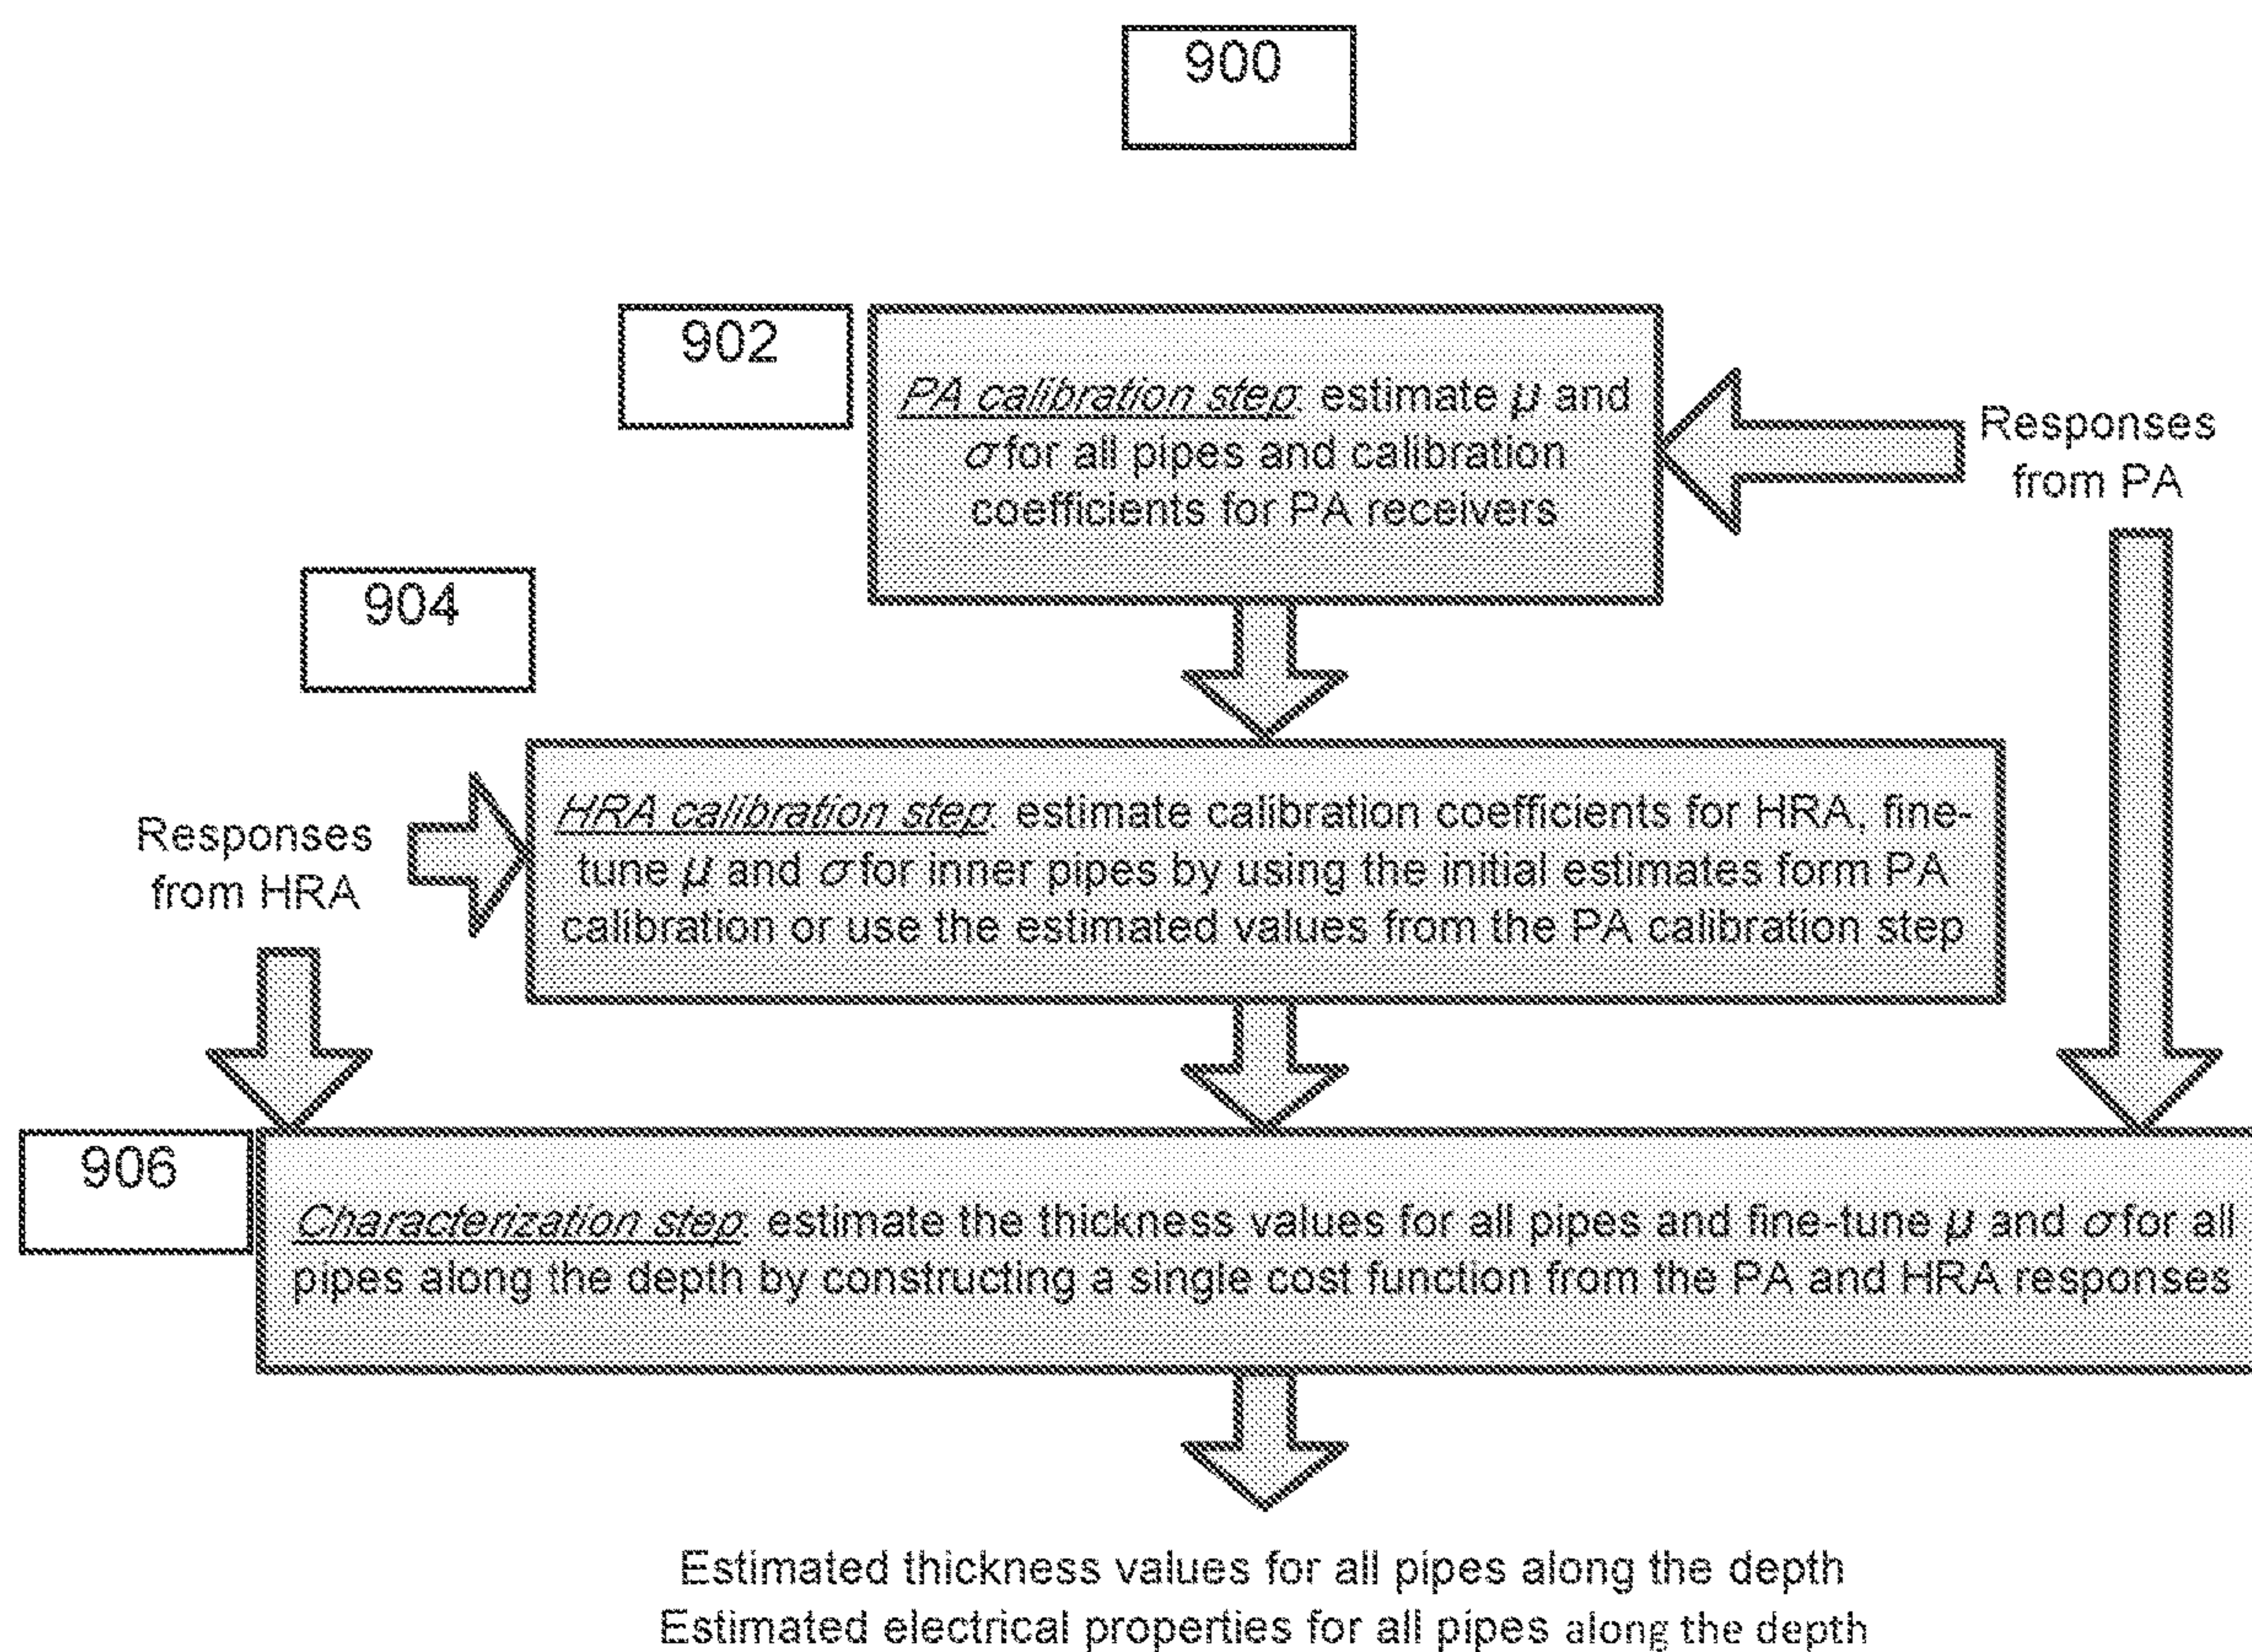 900
902
PA calibration step: estimate μ and
σ for all pipes and calibration
coefficients for PA receivers
Responses
from PA
904
HRA calibration step: estimate calibration coefficients for HRA, fine-
tune μ and σ for inner pipes by using the initial estimates form PA
calibration or use the estimated values from the PA calibration step
Responses
from HRA
906
Characterization step: estimate the thickness values for all pipes and fine-tune μ and σ for all
pipes along the depth by constructing a single cost function from the PA and HRA responses
Estimated thickness values for all pipes along the depth
Estimated electrical properties for all pipes along the depth